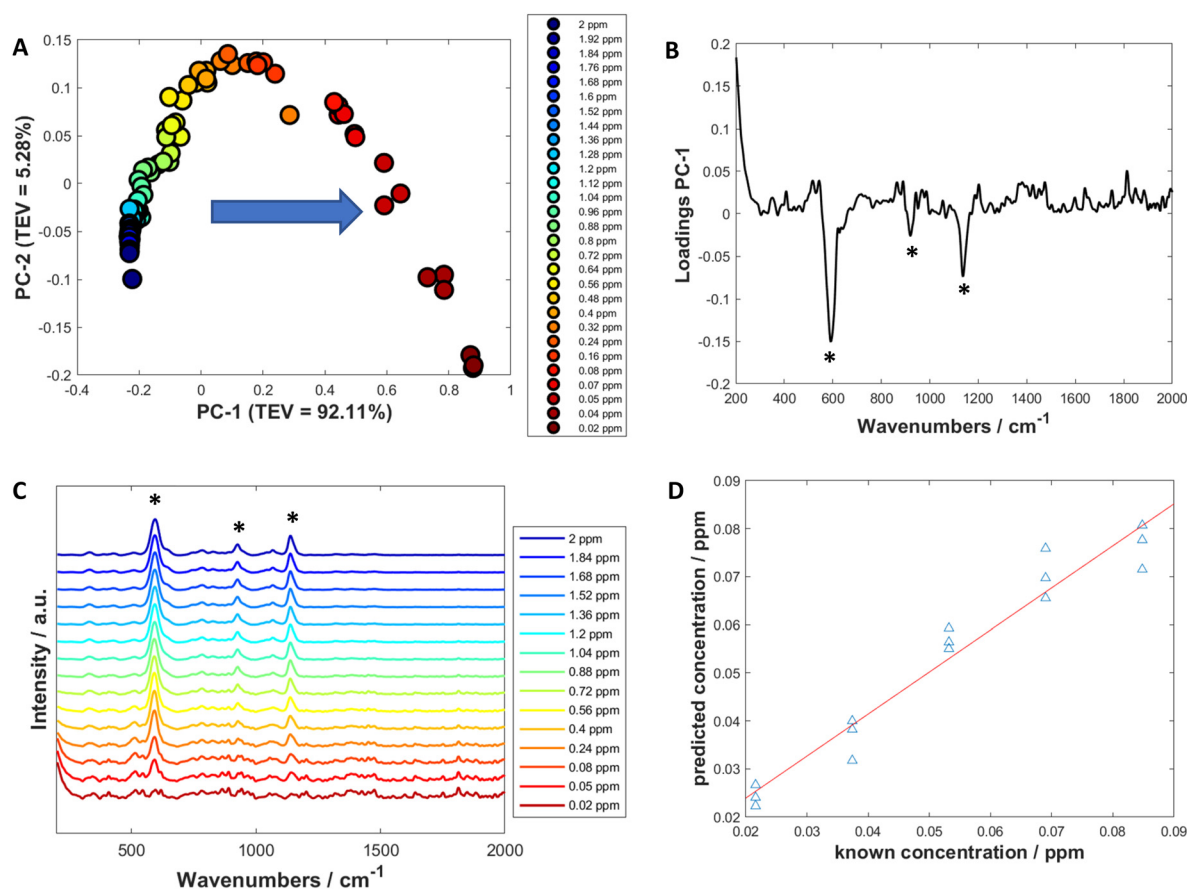 A
0.15
0.1
0.05
0
-0.05
-0.1
-0.15
-0.2
-0.4
-0.2
0
0.2
0.4
0.6
0.8
1
PC-1 (TEV = 92.11%)
PC-2 (TEV = 5.28%)
2 ppm
1.92 ppm
1.84 ppm
1.76 ppm
1.68 ppm
1.6 ppm
1.52 ppm
1.44 ppm
1.36 ppm
1.28 ppm
1.2 ppm
1.12 ppm
1.04 ppm
0.96 ppm
0.88 ppm
0.8 ppm
0.72 ppm
0.64 ppm
0.56 ppm
0.48 ppm
0.4 ppm
0.32 ppm
0.24 ppm
0.16 ppm
0.08 ppm
0.07 ppm
0.05 ppm
0.04 ppm
0.02 ppm
B
0.2
0.15
0.1
0.05
0
-0.05
-0.1
-0.15
-0.2
200
400
600
800
1000
1200
1400
1600
1800
2000
Wavenumbers / cm⁻¹
Loadings PC-1
*
*
*
C
*
*
*
500
1000
1500
2000
Wavenumbers / cm⁻¹
Intensity / a.u.
2 ppm
1.84 ppm
1.68 ppm
1.52 ppm
1.36 ppm
1.2 ppm
1.04 ppm
0.88 ppm
0.72 ppm
0.56 ppm
0.4 ppm
0.24 ppm
0.08 ppm
0.05 ppm
0.02 ppm
D
0.09
0.08
0.07
0.06
0.05
0.04
0.03
0.02
0.02
0.03
0.04
0.05
0.06
0.07
0.08
0.09
known concentration / ppm
predicted concentration / ppm